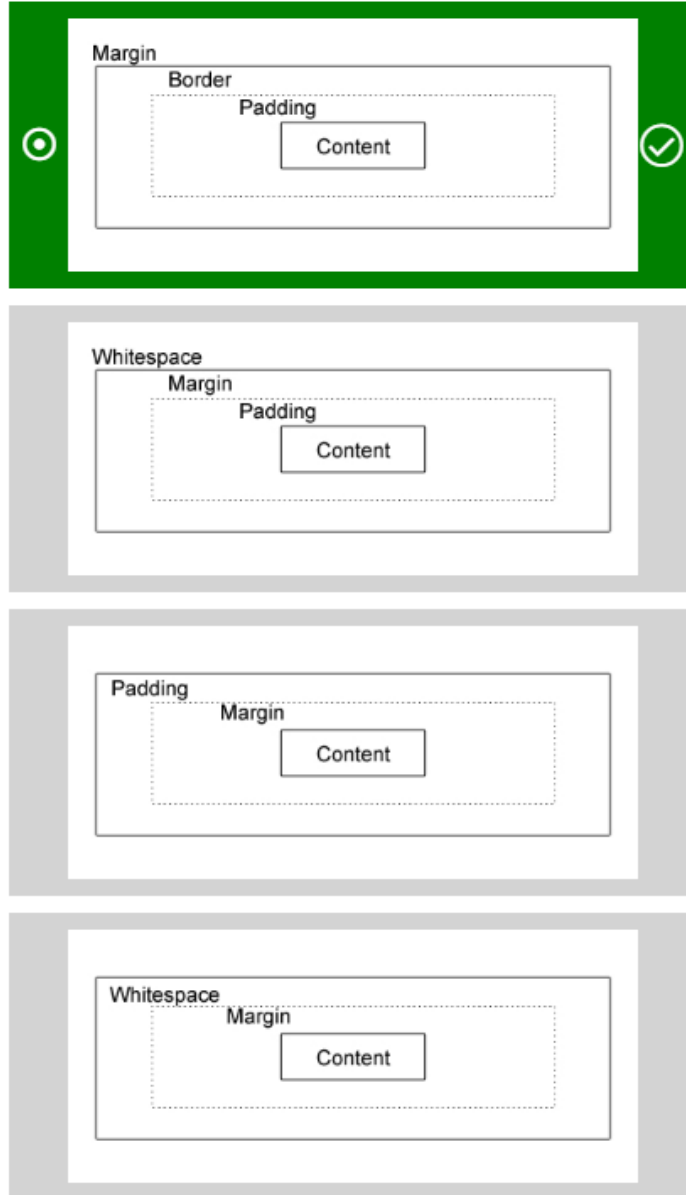 Margin
Border
Padding
Content
Whitespace
Margin
Padding
Content
Padding
Margin
Content
Whitespace
Margin
Content